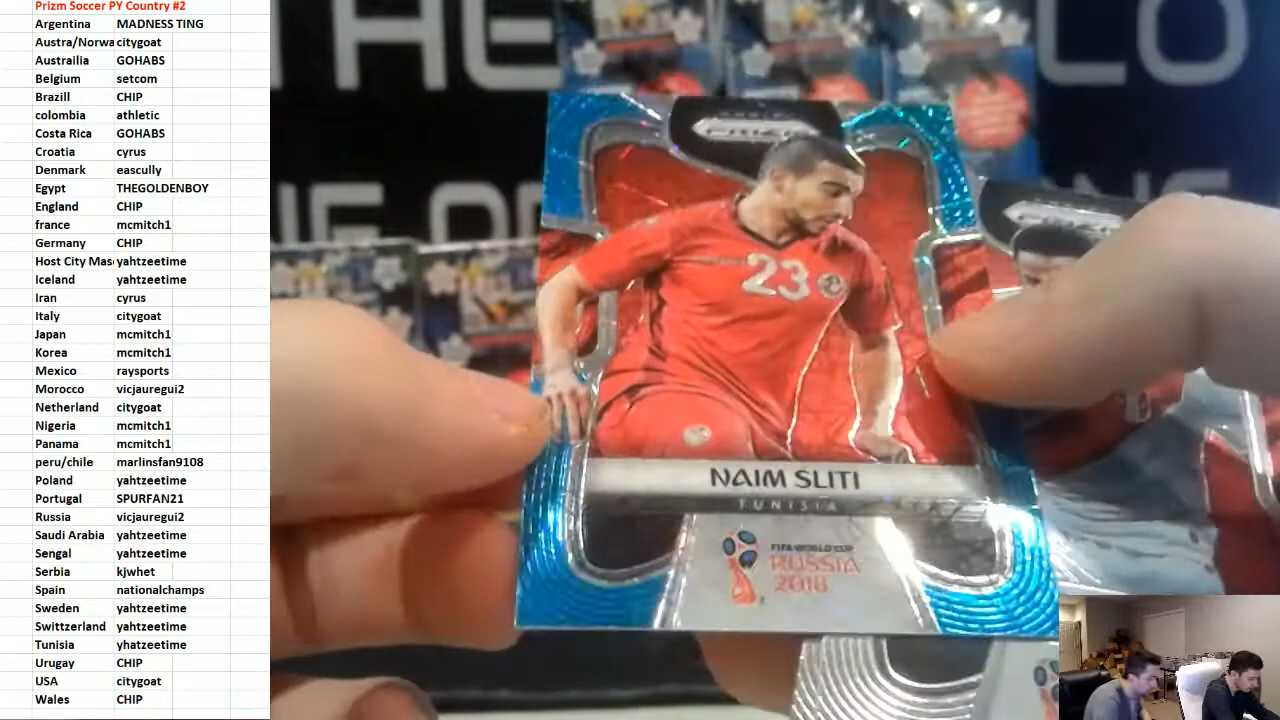 Prizm Soccer PY Country #2
Argentina MADNESS TING
Austra/Norwa citygoat
Austrailia GOHABS
Belgium setcom
Brazill CHIP
colombia athletic
Costa Rica GOHABS
Croatia cyrus
Denmark eascully
Egypt THEGOLDENBOY
England CHIP
france mcmitch1
Germany CHIP
Host City Mas yahtzeetime
Iceland yahtzeetime
Iran cyrus
Italy citygoat
Japan mcmitch1
Korea mcmitch1
Mexico raysports
Morocco vicjauregui2
Netherland citygoat
Nigeria mcmitch1
Panama mcmitch1
peru/chile marlinsfan9108
Poland yahtzeetime
Portugal SPURFAN21
Russia vicjauregui2
Saudi Arabia yahtzeetime
Sengal yahtzeetime
Serbia kjwhet
Spain nationalchamps
Sweden yahtzeetime
Swittzerland yahtzeetime
Tunisia yhatzeetime
Urugay CHIP
USA citygoat
Wales CHIP
THE
CO
PRIZM
23
NAIM SLITI
TUNISIA
FIFA WORLD CUP
RUSSIA
2018